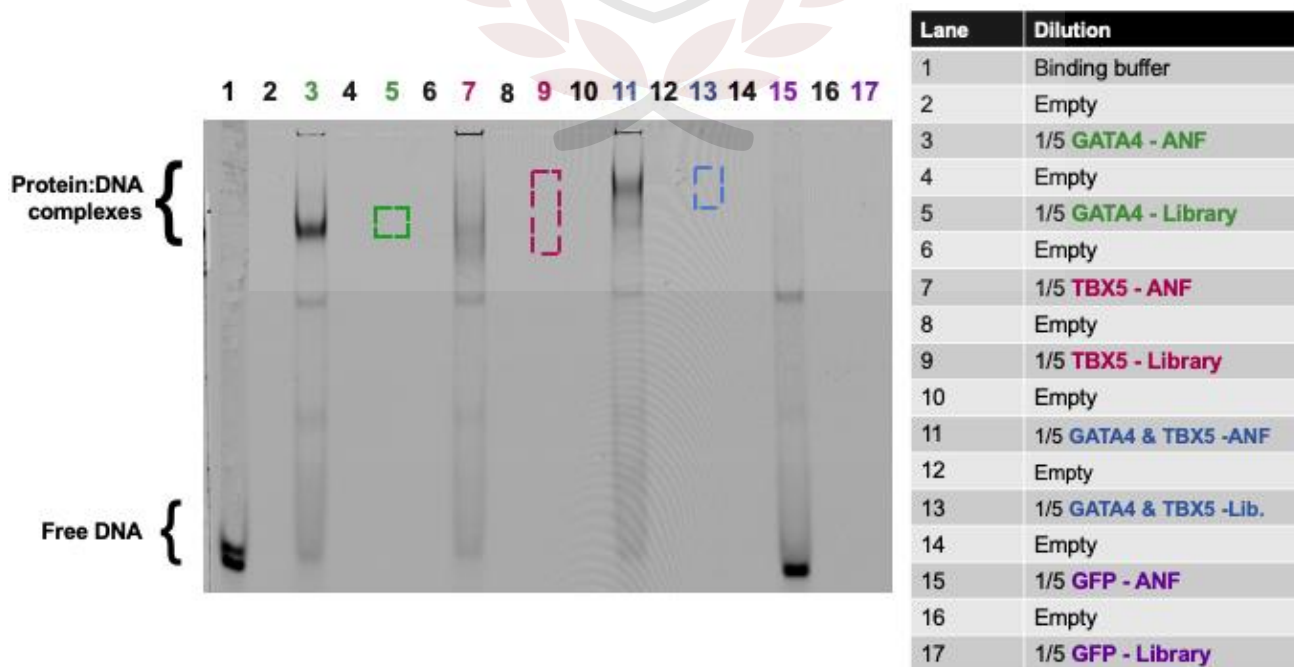 1 2 3 4 5 6 7 8 9 10 11 12 13 14 15 16 17
Protein:DNA
complexes
Free DNA
Lane Dilution
1 Binding buffer
2 Empty
3 1/5 GATA4 - ANF
4 Empty
5 1/5 GATA4 - Library
6 Empty
7 1/5 TBX5 - ANF
8 Empty
9 1/5 TBX5 - Library
10 Empty
11 1/5 GATA4 & TBX5 -ANF
12 Empty
13 1/5 GATA4 & TBX5 -Lib.
14 Empty
15 1/5 GFP - ANF
16 Empty
17 1/5 GFP - Library